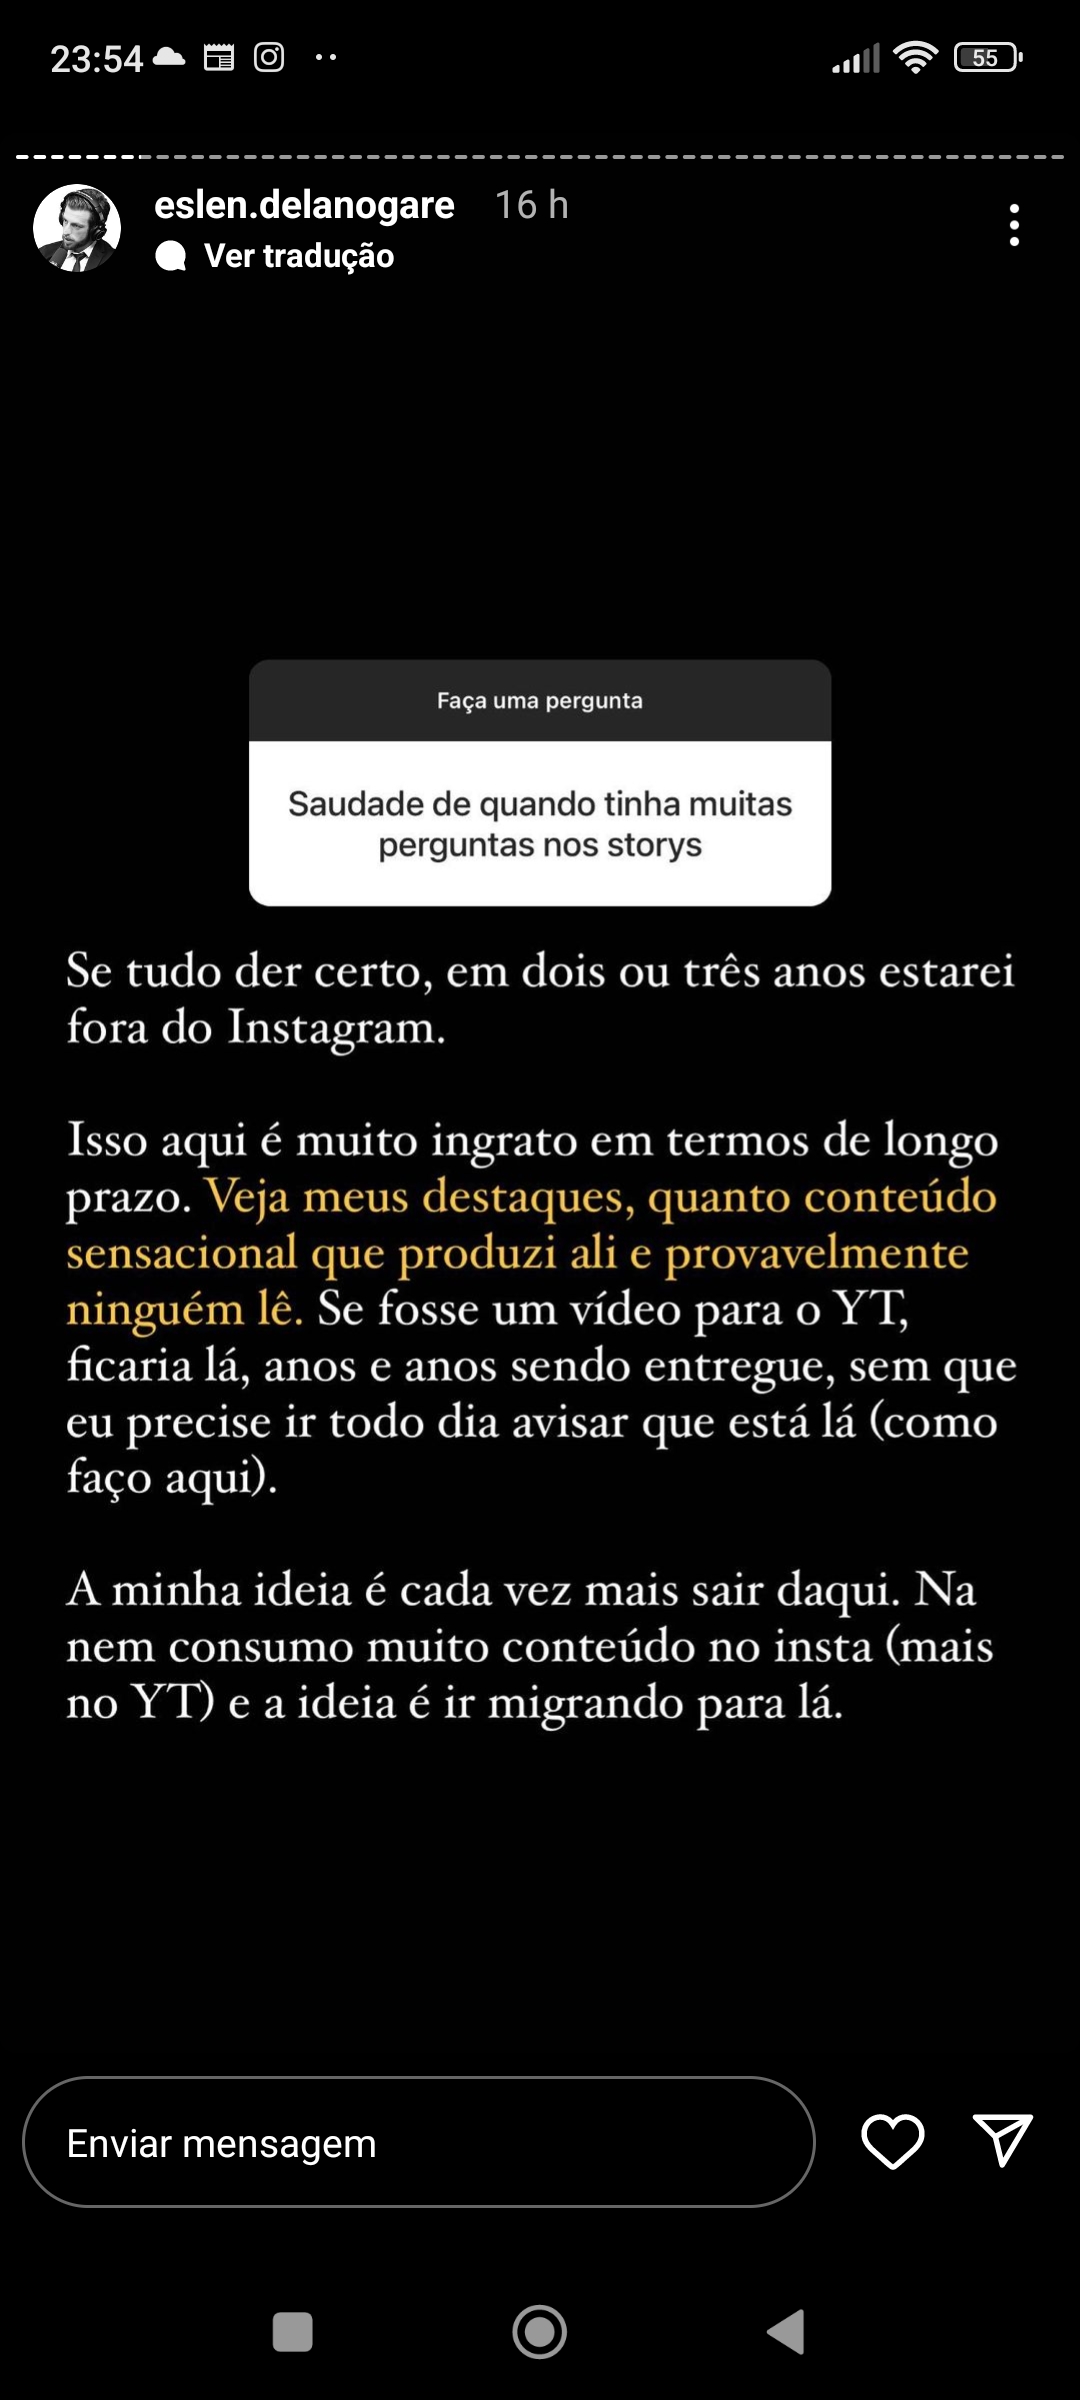 23:54
55
eslen.delanogare 16 h
Ver tradução
Faça uma pergunta
Saudade de quando tinha muitas
perguntas nos storys
Se tudo der certo, em dois ou três anos estarei
fora do Instagram.
Isso aqui é muito ingrato em termos de longo
prazo. Veja meus destaques, quanto conteúdo
sensacional que produzi ali e provavelmente
ninguém lê. Se fosse um vídeo para o YT,
ficaria lá, anos e anos sendo entregue, sem que
eu precise ir todo dia avisar que está lá (como
faço aqui).
A minha ideia é cada vez mais sair daqui. Na
nem consumo muito conteúdo no insta (mais
no YT) e a ideia é ir migrando para lá.
Enviar mensagem